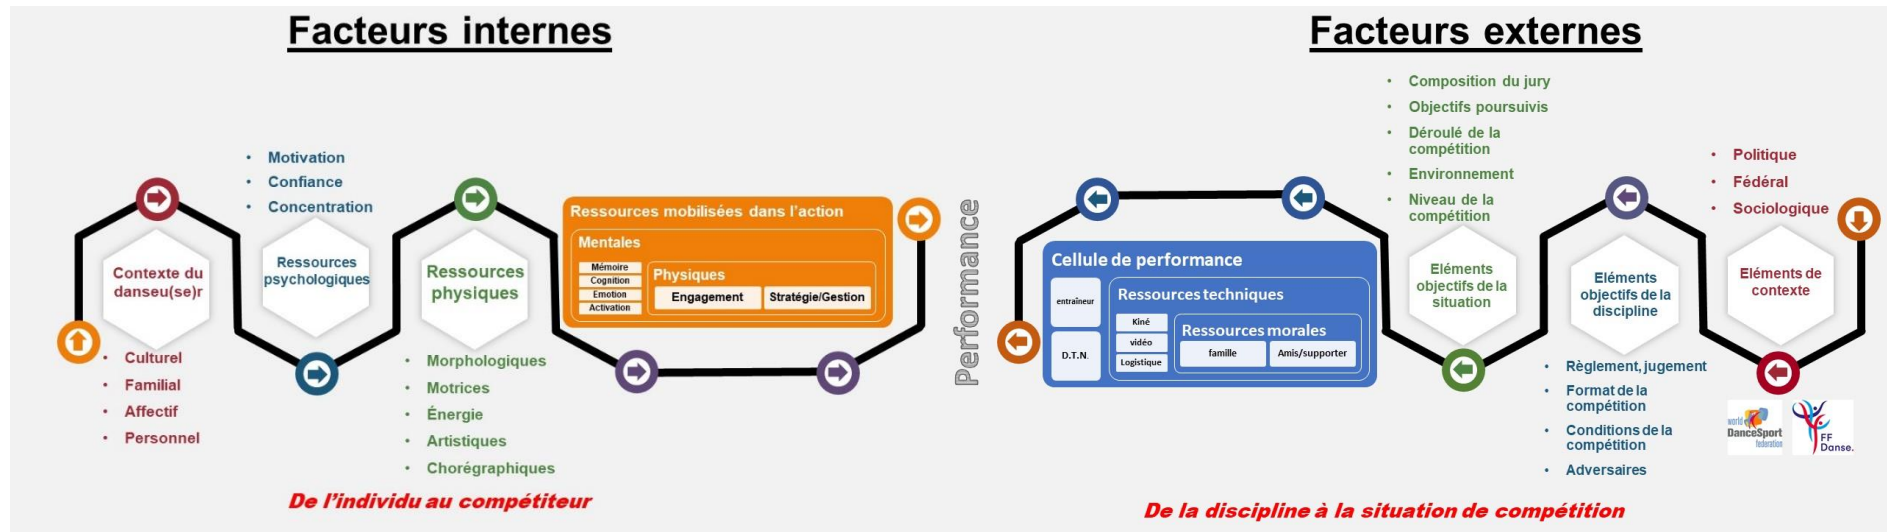 Facteurs internes
Contexte du
danseu(se)r
• Culturel
• Familial
• Affectif
• Personnel
• Motivation
• Confiance
• Concentration
Ressources
psychologiques
Ressources
physiques
• Morphologiques
• Motrices
• Énergie
• Artistiques
• Chorégraphiques
Ressources mobilisées dans l'action
Mentales
Mémoire
Cognition
Emotion
Activation
Physiques
Engagement
Stratégie/Gestion
De l'individu au compétiteur
Performance
Facteurs externes
Cellule de performance
entraîneur
D.T.N.
Ressources techniques
Kiné
vidéo
Logistique
Ressources morales
famille
Amis/supporter
• Composition du jury
• Objectifs poursuivis
• Déroulé de la
compétition
• Environnement
• Niveau de la
compétition
Eléments
objectifs de la
situation
Eléments
objectifs de la
discipline
• Règlement, jugement
• Format de la
compétition
• Conditions de la
compétition
• Adversaires
• Politique
• Fédéral
• Sociologique
Eléments de
contexte
world
DanceSport
federation
FF
Danse.
De la discipline à la situation de compétition